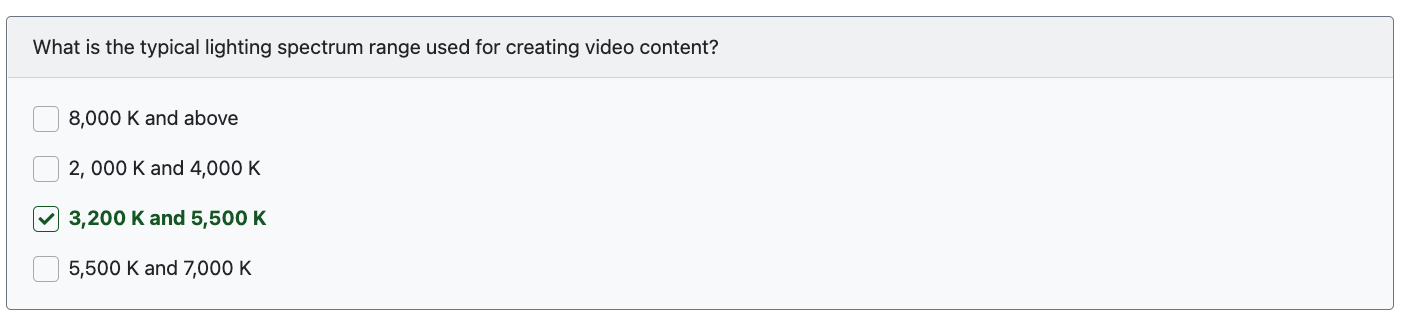 What is the typical lighting spectrum range used for creating video content?
8,000 K and above
2, 000 K and 4,000 K
3,200 K and 5,500 K
5,500 K and 7,000 K